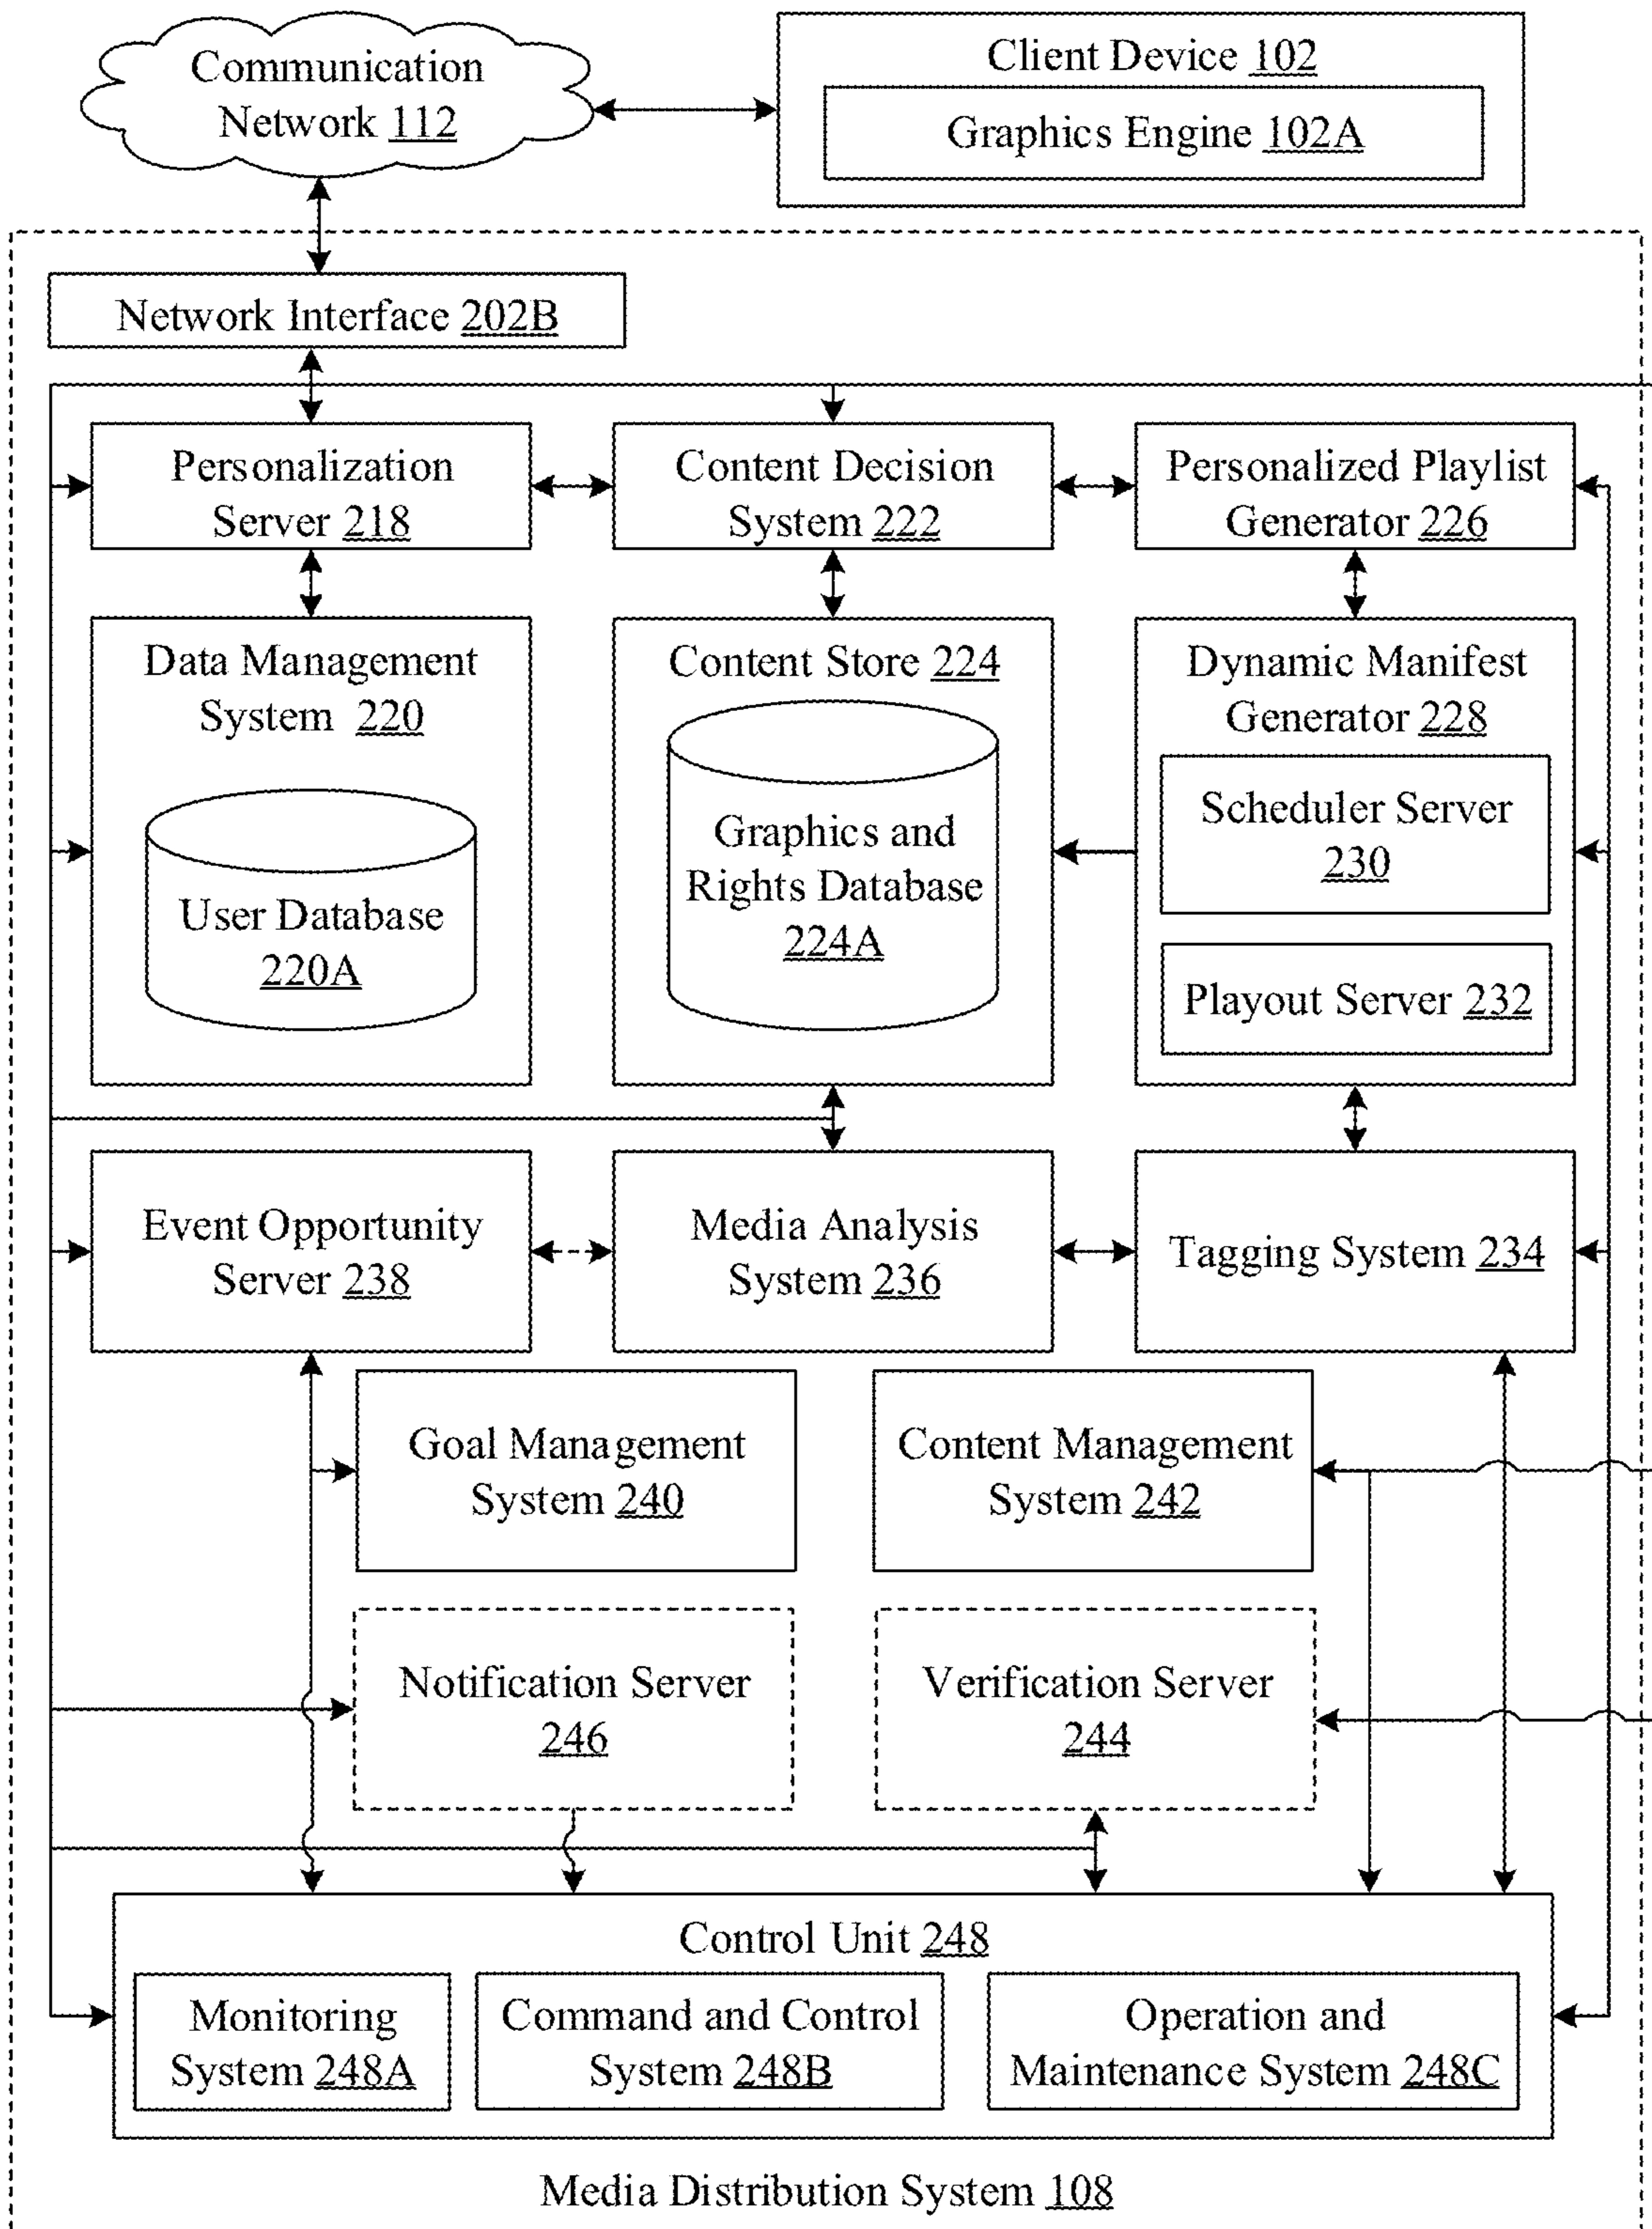 Communication
Network 112
Client Device 102
Graphics Engine 102A
Network Interface 202B
Personalization
Server 218
Content Decision
System 222
Personalized Playlist
Generator 226
Data Management
System 220
User Database
220A
Content Store 224
Graphics and
Rights Database
224A
Dynamic Manifest
Generator 228
Scheduler Server
230
Playout Server 232
Event Opportunity
Server 238
Media Analysis
System 236
Tagging System 234
Goal Management
System 240
Content Management
System 242
Notification Server
246
Verification Server
244
Control Unit 248
Monitoring
System 248A
Command and Control
System 248B
Operation and
Maintenance System 248C
Media Distribution System 108